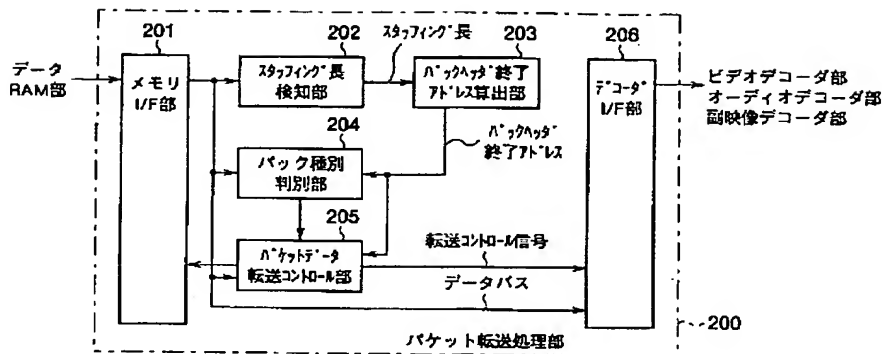 201
202
スタッフィング長
203
206
データ
RAM部
メモリ
I/F部
スタッフィング長
検知部
パックヘッダ終了
アドレス算出部
デコーダ
I/F部
ビデオデコーダ部
オーディオデコーダ部
副映像デコーダ部
204
パックヘッダ
終了アドレス
パック種別
判別部
205
パケットデータ
転送コントロール部
転送コントロール信号
データバス
パケット転送処理部
200